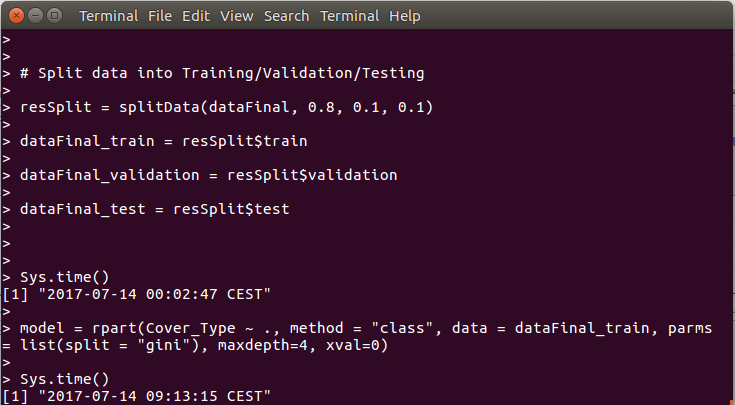 Terminal File Edit View Search Terminal Help
>
>
> # Split data into Training/Validation/Testing
>
> resSplit = splitData(dataFinal, 0.8, 0.1, 0.1)
>
> dataFinal_train = resSplit$train
>
> dataFinal_validation = resSplit$validation
>
> dataFinal_test = resSplit$test
>
>
>
> Sys.time()
[1] "2017-07-14 00:02:47 CEST"
>
> model = rpart(Cover_Type ~ ., method = "class", data = dataFinal_train, parms
= list(split = "gini"), maxdepth=4, xval=0)
>
> Sys.time()
[1] "2017-07-14 09:13:15 CEST"